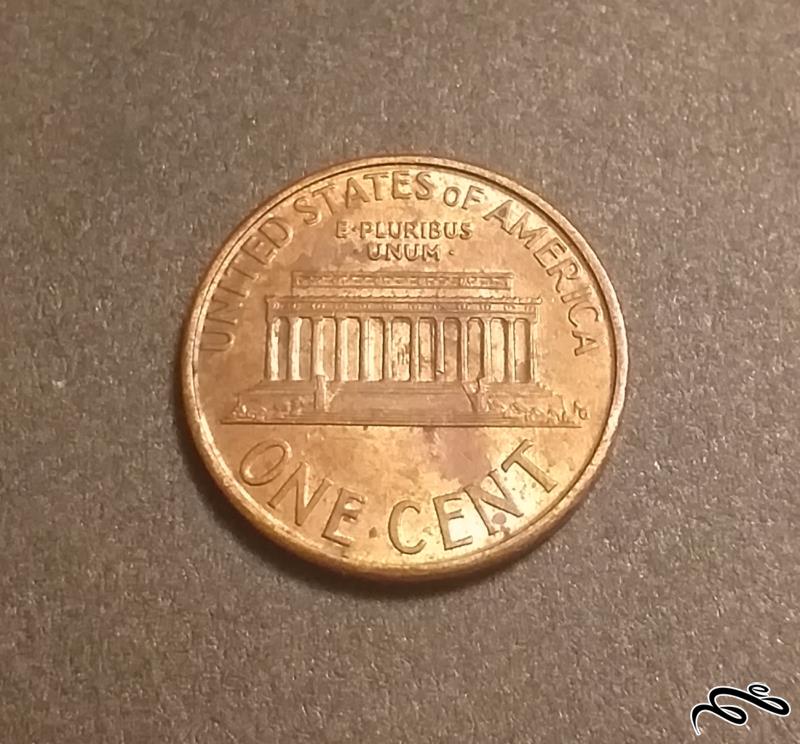 UNITED STATES OF AMERICA
E·PLURIBUS
·UNUM·
ONE CENT